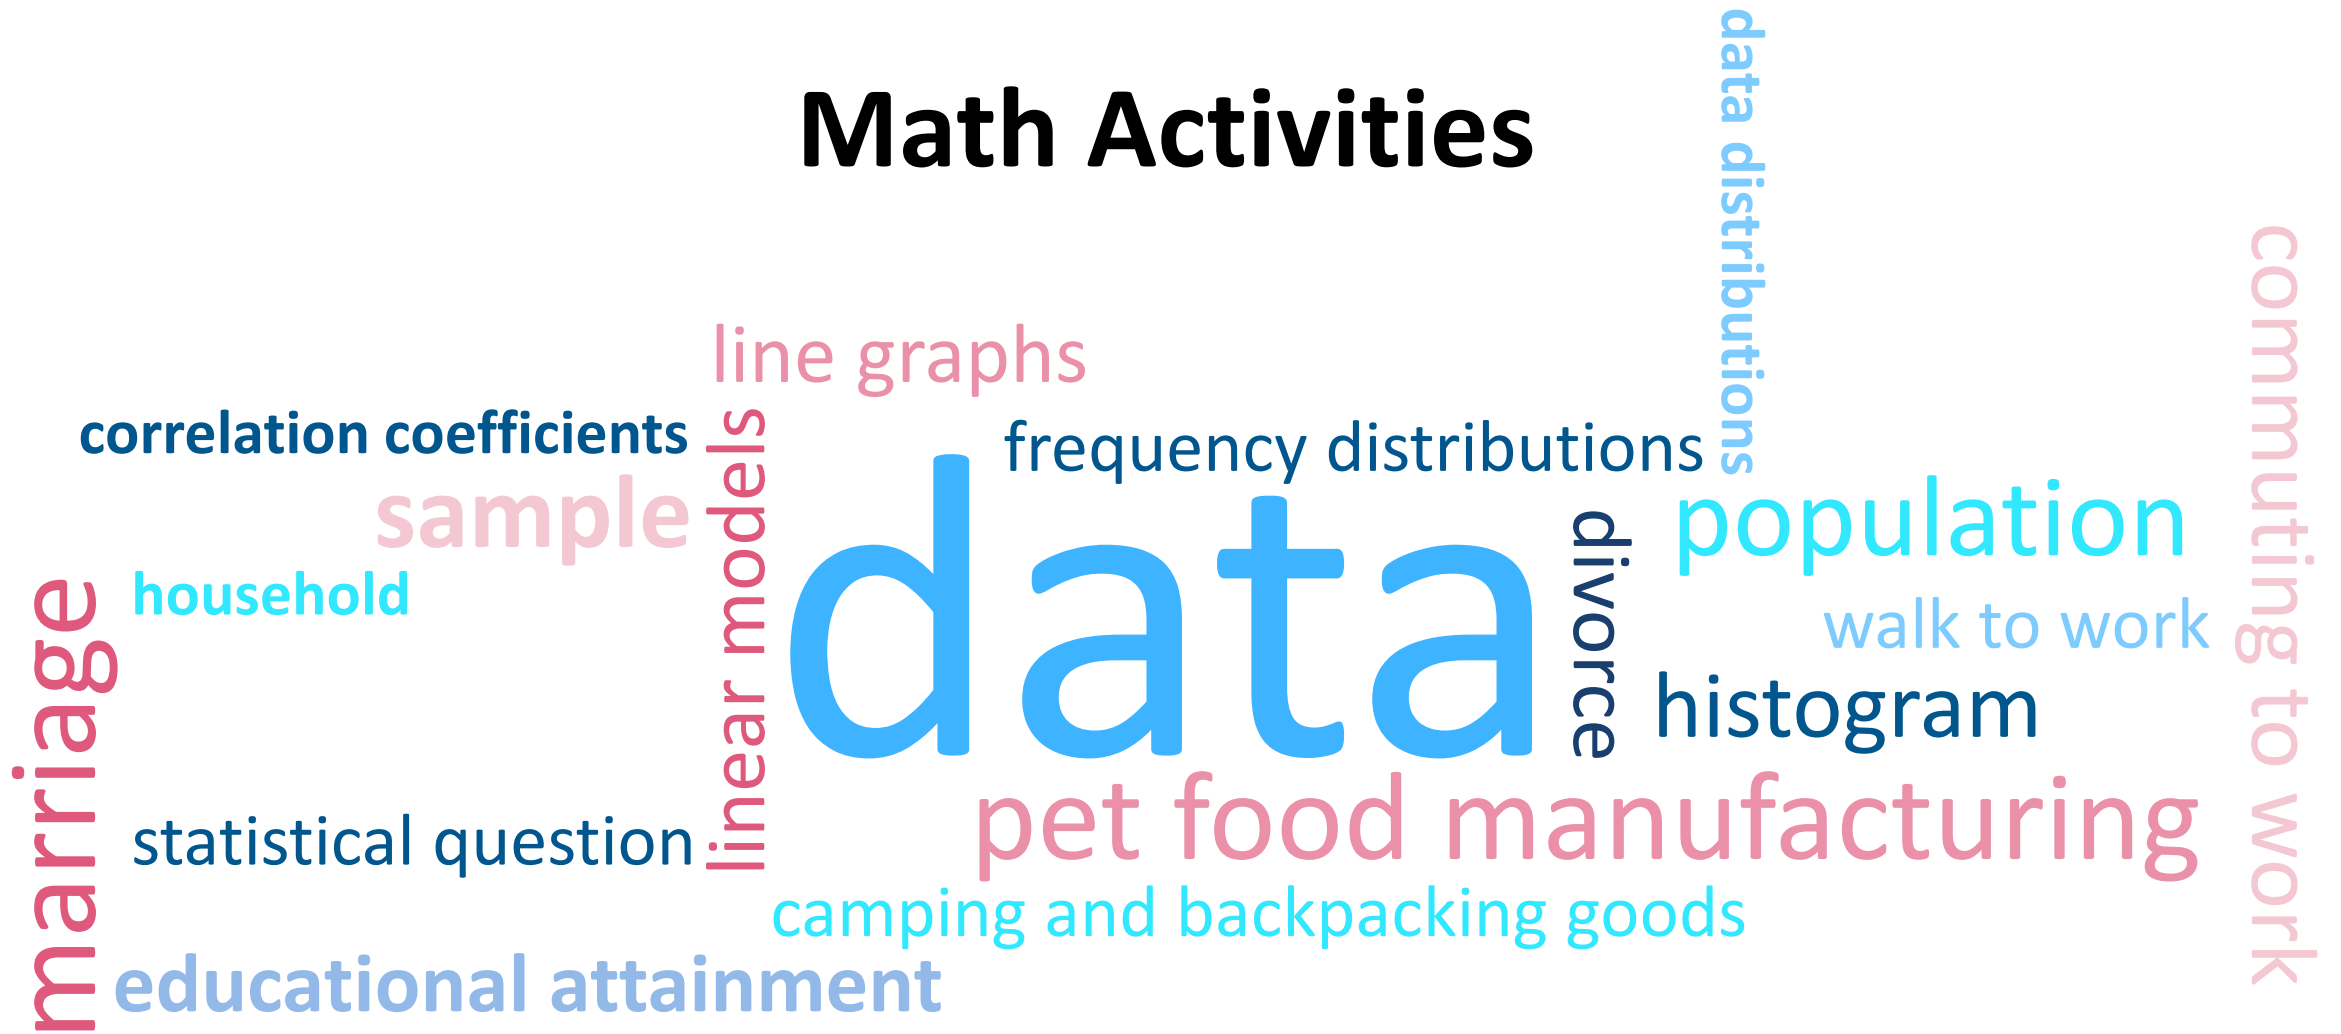 Math Activities
data distributions
commuting to work
line graphs
correlation coefficients
linear models
frequency distributions
sample
data
divorce
population
household
marriage
walk to work
histogram
statistical question
pet food manufacturing
camping and backpacking goods
educational attainment